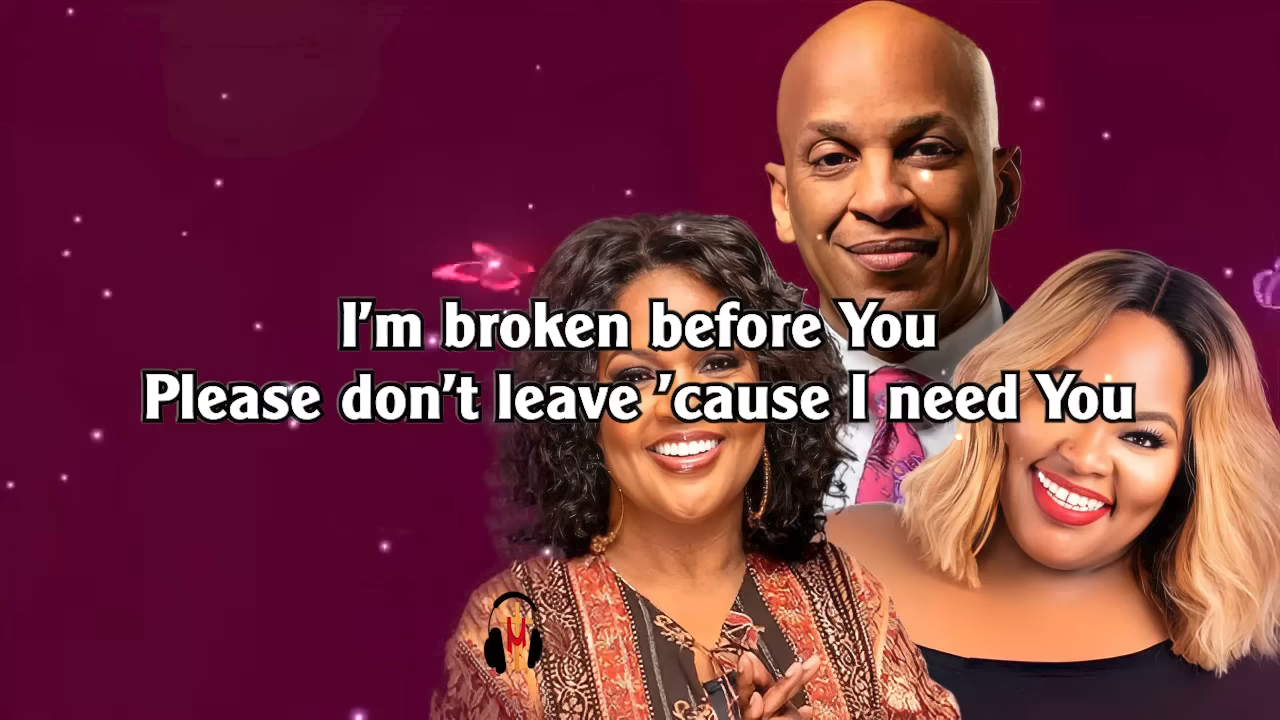 I'm broken before You
Please don't leave 'cause I need You